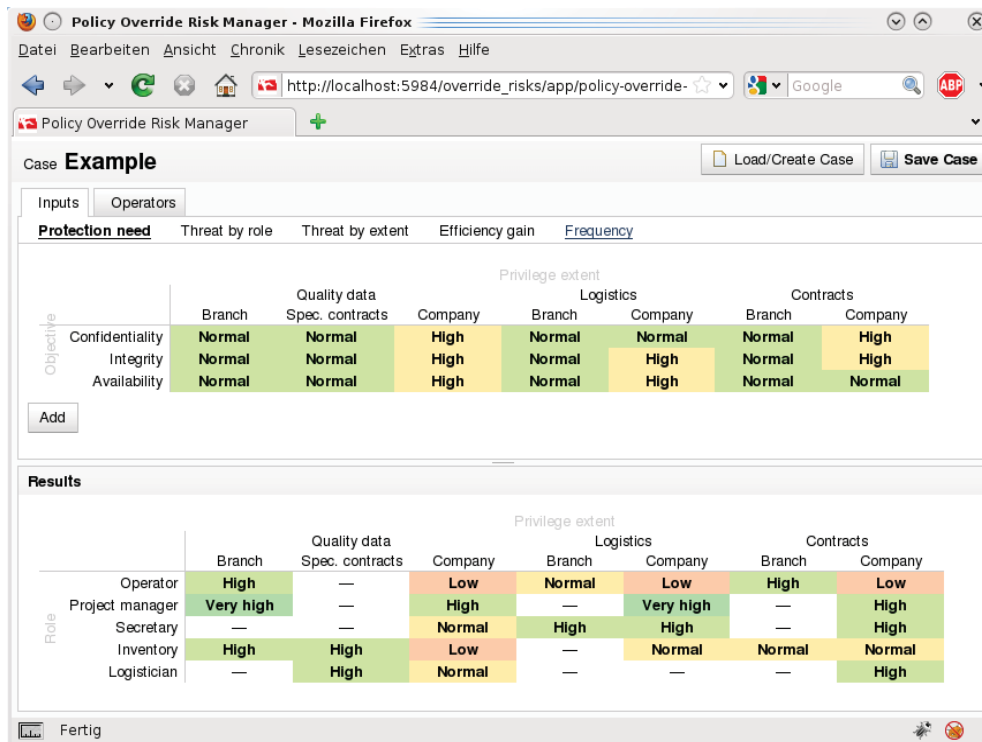 Policy Override Risk Manager - Mozilla Firefox
Datei Bearbeiten Ansicht Chronik Lesezeichen Extras Hilfe
http://localhost:5984/override_risks/app/policy-override- Google ABP
Policy Override Risk Manager
Case Example Load/Create Case Save Case
Inputs Operators
Protection need Threat by role Threat by extent Efficiency gain Frequency
Privilege extent
Quality data Logistics Contracts
Branch Spec. contracts Company Branch Company Branch Company
Objective
Confidentiality Normal Normal High Normal Normal Normal High
Integrity Normal Normal High Normal High Normal High
Availability Normal Normal High Normal High Normal Normal
Add
Results
Privilege extent
Quality data Logistics Contracts
Branch Spec. contracts Company Branch Company Branch Company
Role
Operator High — Low Normal Low High Low
Project manager Very high — High — Very high — High
Secretary — — Normal High High — High
Inventory High High Low — Normal Normal Normal
Logistician — High Normal — — — High
Fertig